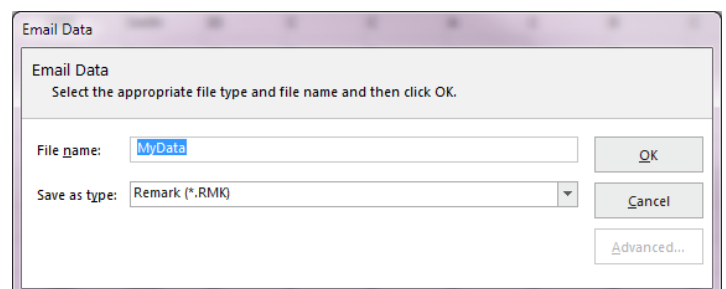 Email Data
Email Data
Select the appropriate file type and file name and then click OK.
File name: MyData OK
Save as type: Remark (*.RMK) Cancel
Advanced...